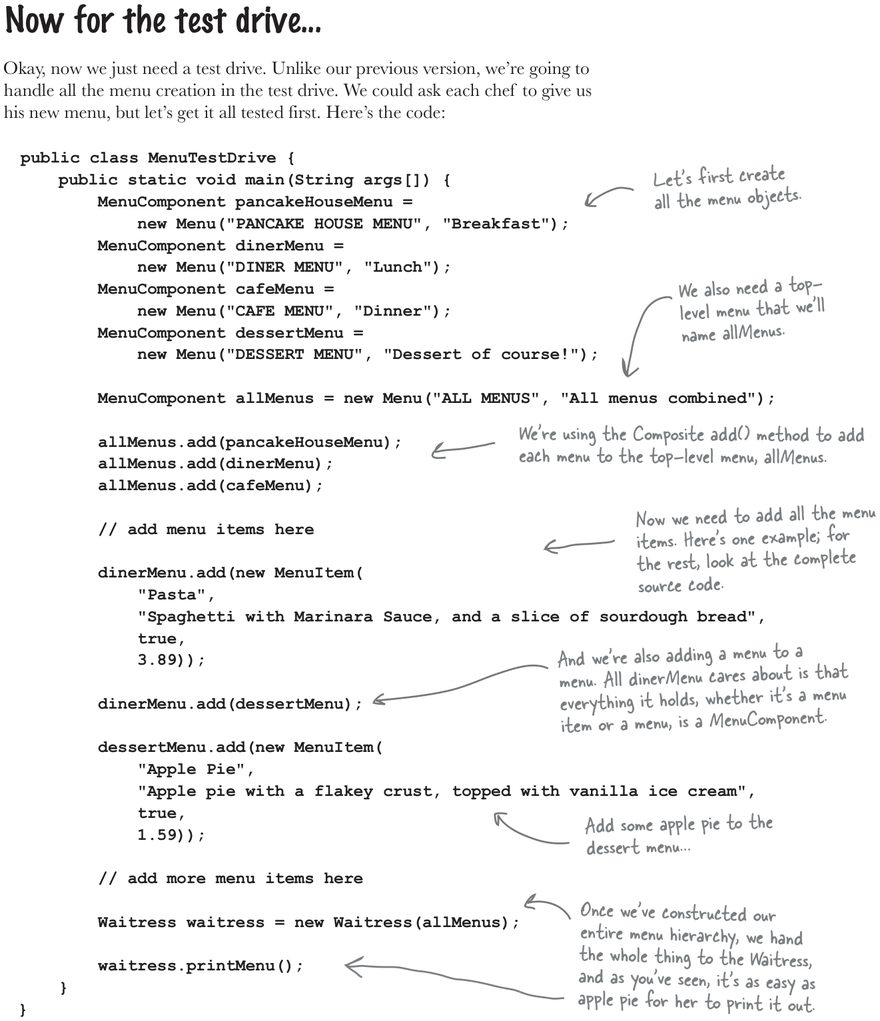 Now for the test drive...
Okay, now we just need a test drive. Unlike our previous version, we're going to
handle all the menu creation in the test drive. We could ask each chef to give us
his new menu, but let's get it all tested first. Here's the code:
public class MenuTestDrive {
public static void main(String args[]) {
MenuComponent pancakeHouseMenu =
new Menu("PANCAKE HOUSE MENU", "Breakfast");
MenuComponent dinerMenu =
new Menu("DINER MENU", "Lunch");
MenuComponent cafeMenu =
new Menu("CAFE MENU", "Dinner");
MenuComponent dessertMenu =
new Menu("DESSERT MENU", "Dessert of course!");
Let's first create
all the menu objects.
We also need a top-
level menu that we'll
name allMenus.
MenuComponent allMenus = new Menu("ALL MENUS", "All menus combined");
allMenus.add(pancakeHouseMenu);
allMenus.add(dinerMenu);
allMenus.add(cafeMenu);
We're using the Composite add() method to add
each menu to the top-level menu, allMenus.
// add menu items here
Now we need to add all the menu
items. Here's one example; for
the rest, look at the complete
source code.
dinerMenu.add(new MenuItem(
"Pasta",
"Spaghetti with Marinara Sauce, and a slice of sourdough bread",
true,
3.89));
dinerMenu.add(dessertMenu);
And we're also adding a menu to a
menu. All dinerMenu cares about is that
everything it holds, whether it's a menu
item or a menu, is a MenuComponent.
dessertMenu.add(new MenuItem(
"Apple Pie",
"Apple pie with a flakey crust, topped with vanilla ice cream",
true,
1.59));
Add some apple pie to the
dessert menu...
// add more menu items here
Waitress waitress = new Waitress(allMenus);
waitress.printMenu();
Once we've constructed our
entire menu hierarchy, we hand
the whole thing to the Waitress,
and as you've seen, it's as easy as
apple pie for her to print it out.
}
}